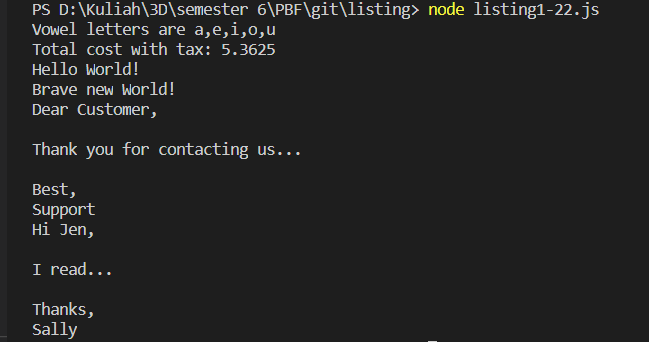 PS D:\Kuliah\3D\semester 6\PBF\git\listing> node listing1-22.js
Vowel letters are a,e,i,o,u
Total cost with tax: 5.3625
Hello World!
Brave new World!
Dear Customer,
Thank you for contacting us...
Best,
Support
Hi Jen,
I read...
Thanks,
Sally